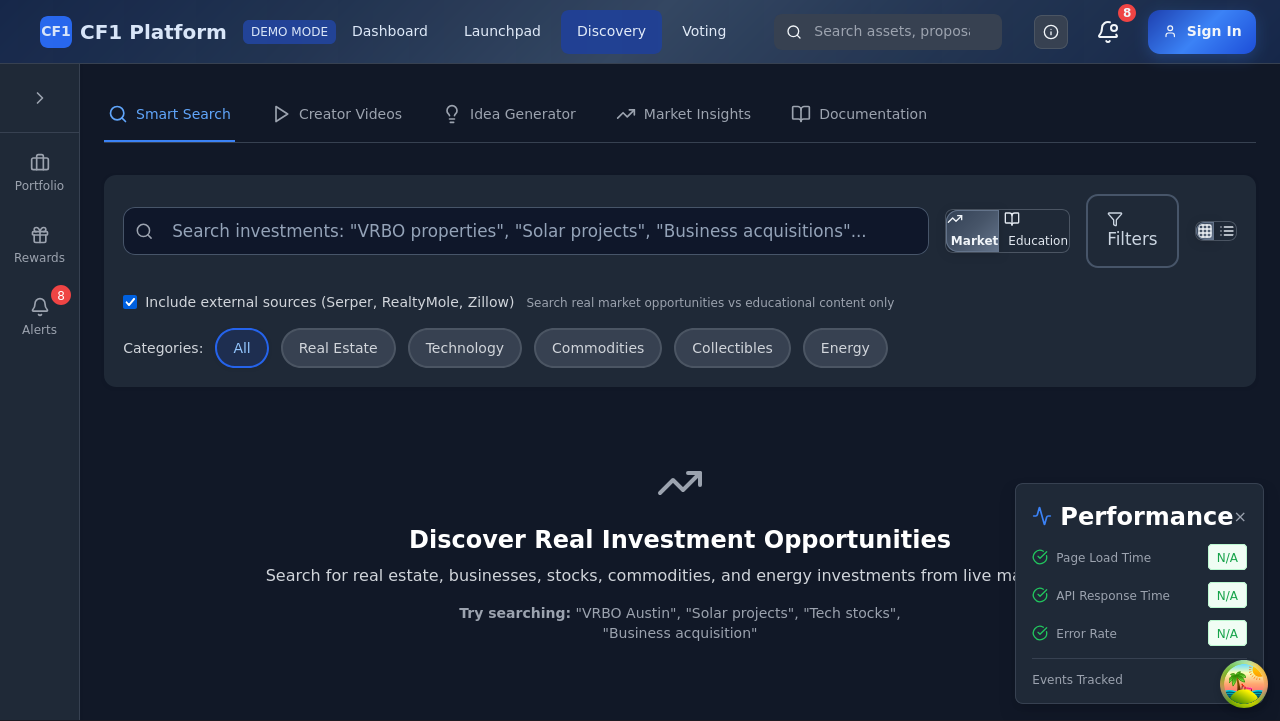 CF1 CF1 Platform DEMO MODE Dashboard Launchpad Discovery Voting Search assets, 8 Sign In
Smart Search Creator Videos Idea Generator Market Insights Documentation
Portfolio
Rewards
8
Alerts
Search investments: "VRBO properties", "Solar projects", "Business acquisitions"...
Market Education
Filters
Include external sources (Serper, RealtyMole, Zillow) Search real market opportunities vs educational content only
Categories: All Real Estate Technology Commodities Collectibles Energy
Discover Real Investment Opportunities
Search for real estate, businesses, stocks, commodities, and energy investments from live
Try searching: "VRBO Austin", "Solar projects", "Tech stocks",
"Business acquisition"
Performance
Page Load Time N/A
API Response Time N/A
Error Rate N/A
Events Tracked